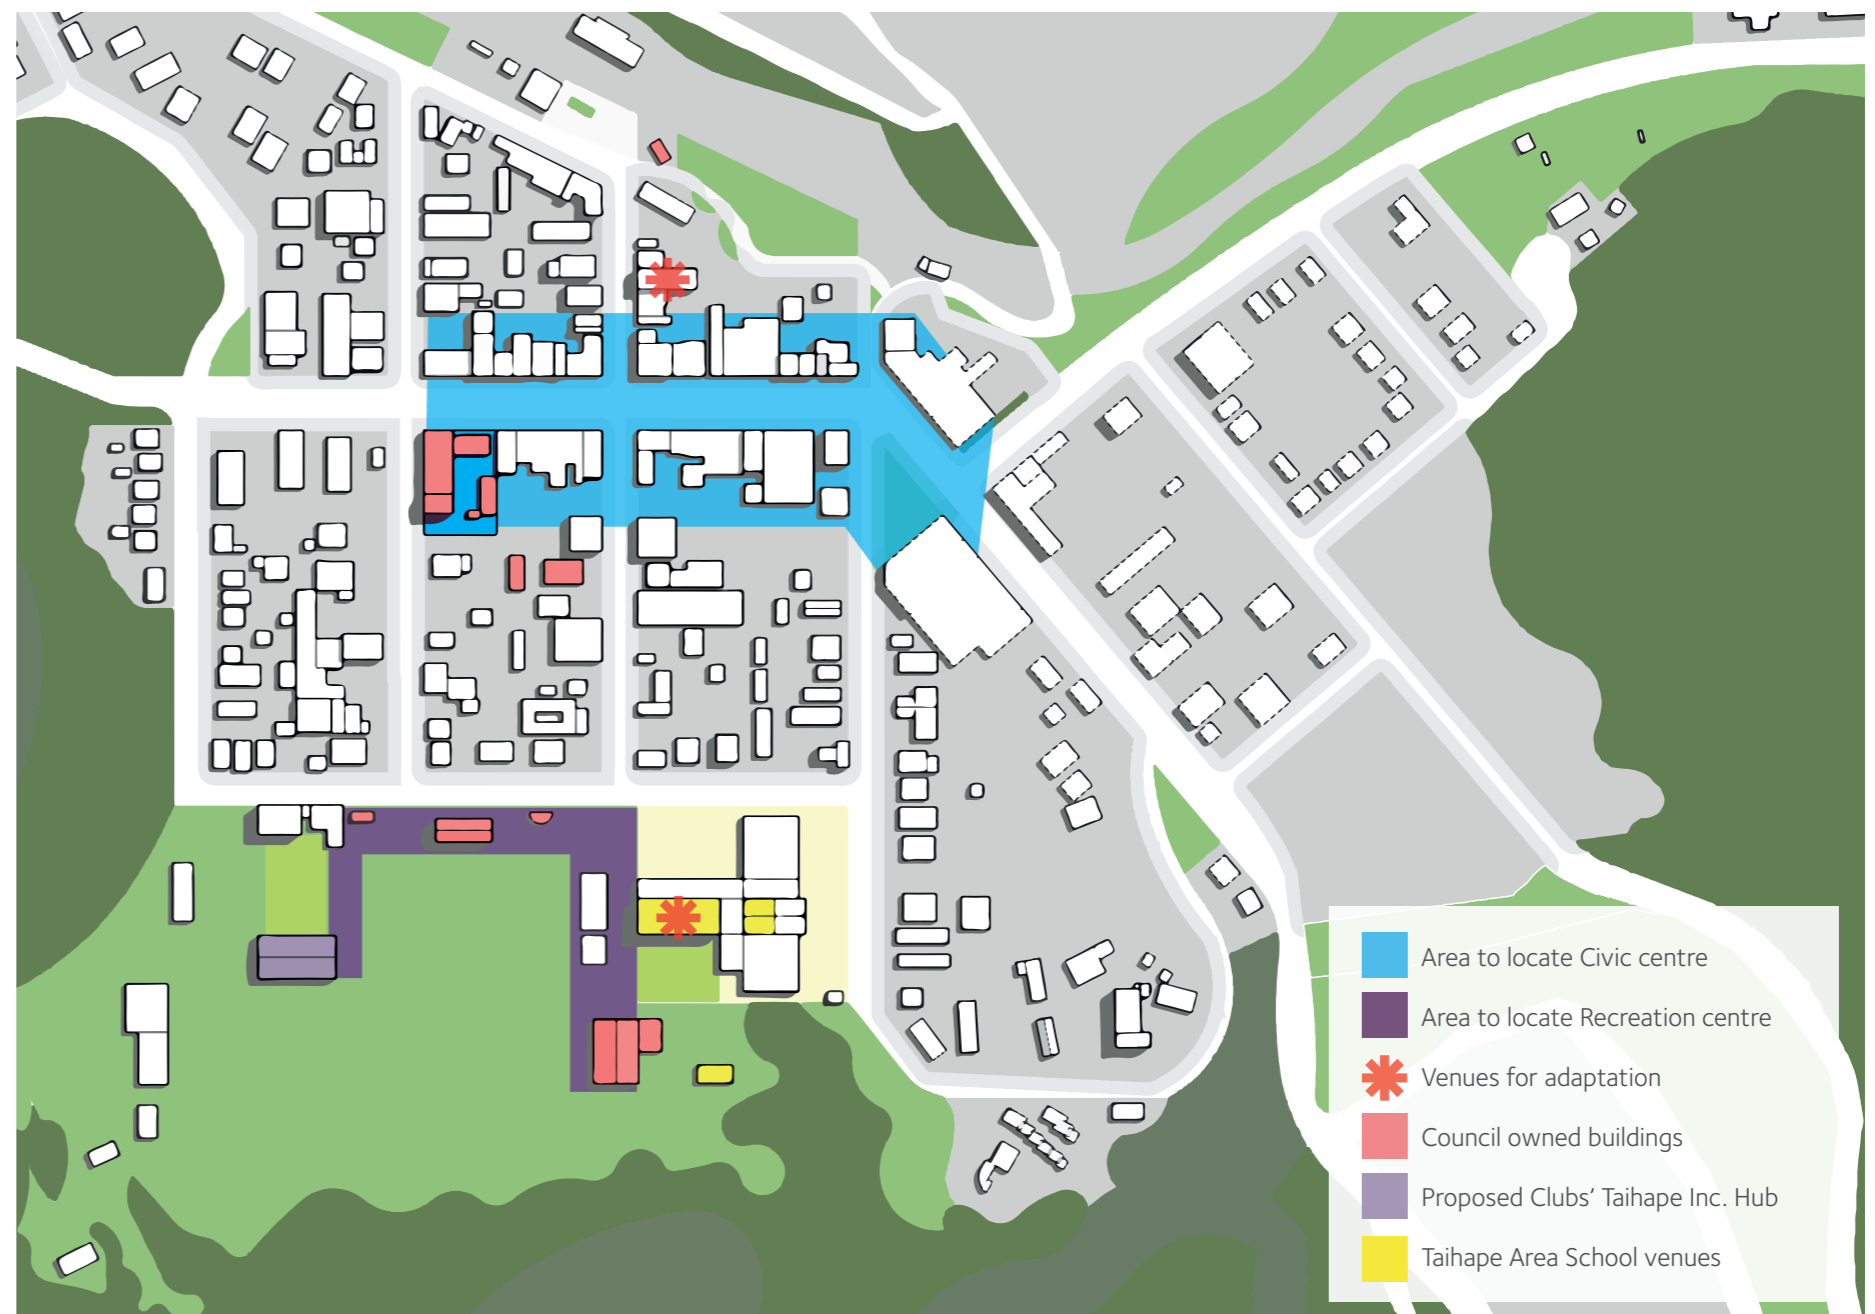 Area to locate Civic centre
Area to locate Recreation centre
Venues for adaptation
Council owned buildings
Proposed Clubs’ Taihape Inc. Hub
Taihape Area School venues